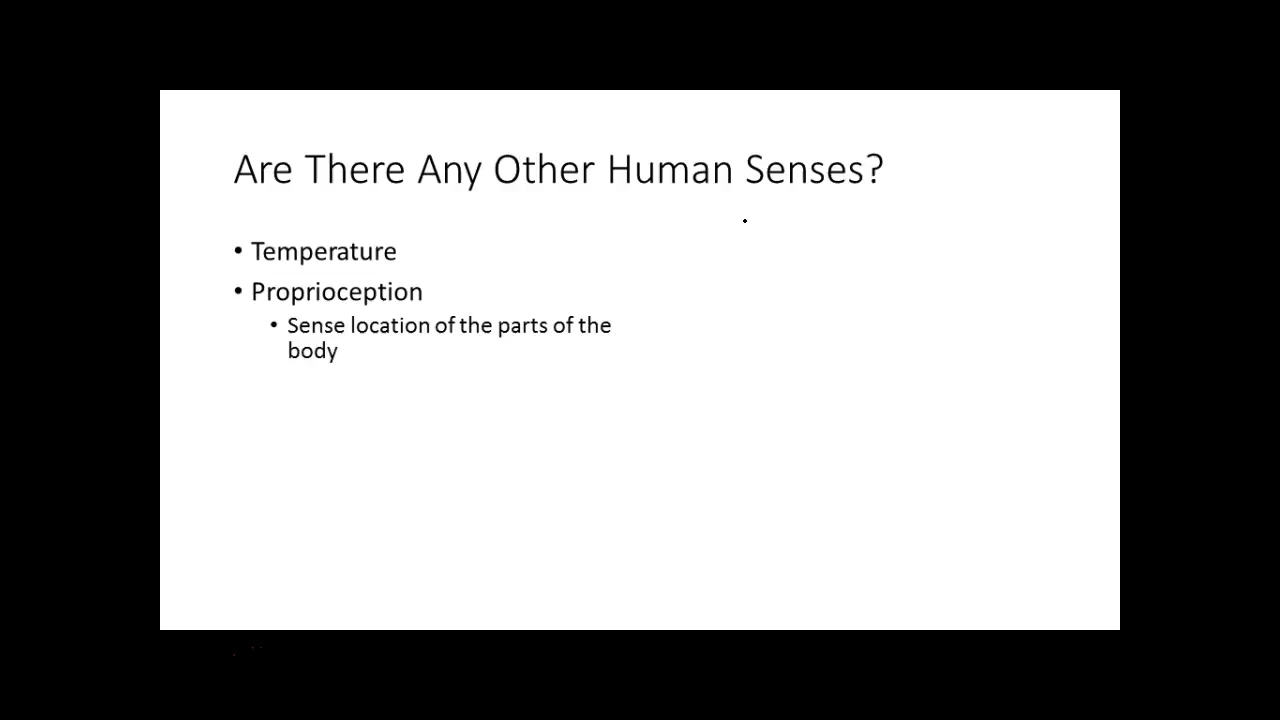 Are There Any Other Human Senses?
• Temperature
• Proprioception
• Sense location of the parts of the
body